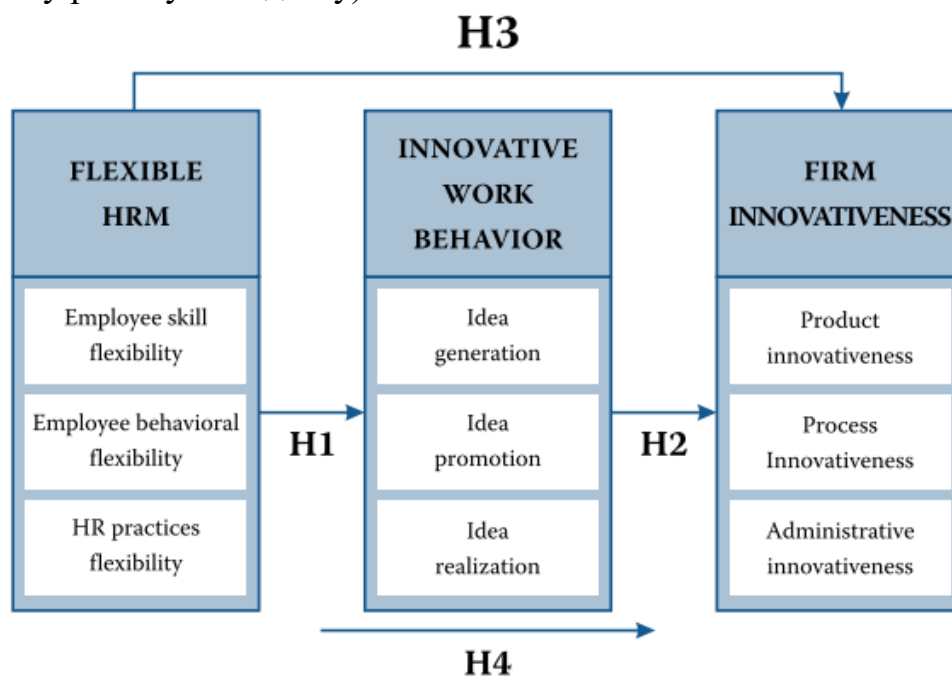 H3
FLEXIBLE
HRM
INNOVATIVE
WORK
BEHAVIOR
FIRM
INNOVATIVENESS
Employee skill
flexibility
Idea
generation
Product
innovativeness
Employee behavioral
flexibility
H1
Idea
promotion
H2
Process
Innovativeness
HR practices
flexibility
Idea
realization
Administrative
innovativeness
H4